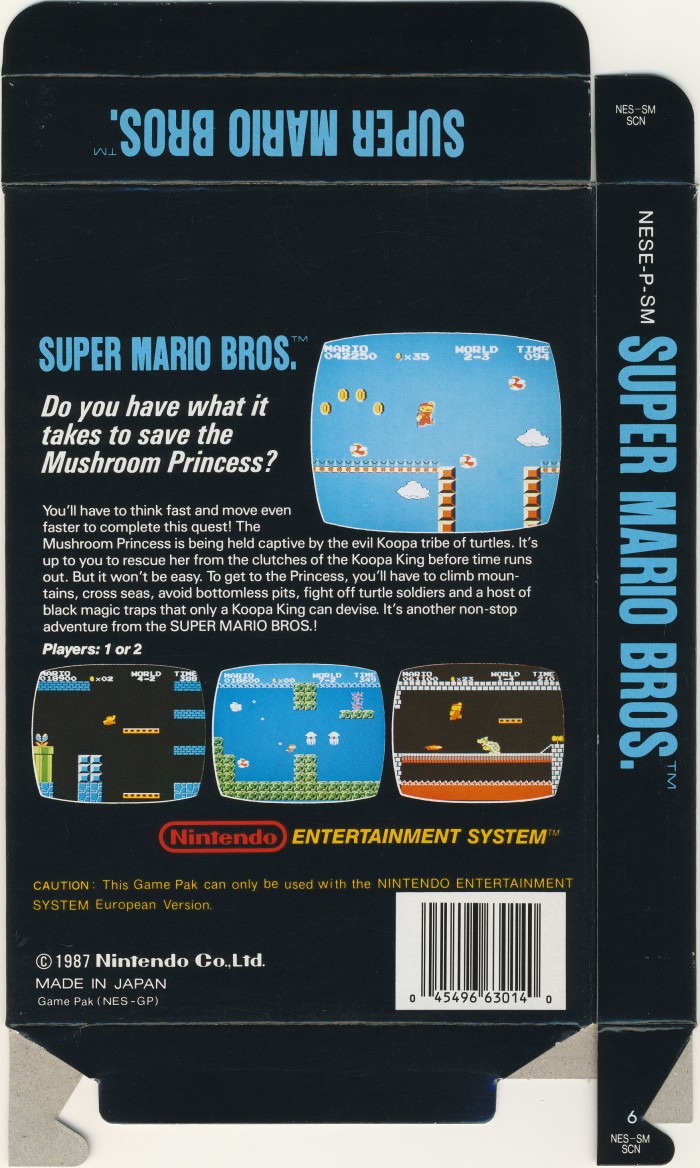 SUPER MARIO BROS.™
NES-SM
SCN
NESE-P-SM
SUPER MARIO BROS.™
SUPER MARIO BROS.™
MARIO WORLD TIME
042250 ×35 2-3 094
Do you have what it
takes to save the
Mushroom Princess?
You'll have to think fast and move even
faster to complete this quest! The
Mushroom Princess is being held captive by the evil Koopa tribe of turtles. It's
up to you to rescue her from the clutches of the Koopa King before time runs
out. But it won't be easy. To get to the Princess, you'll have to climb moun-
tains, cross seas, avoid bottomless pits, fight off turtle soldiers and a host of
black magic traps that only a Koopa King can devise. It's another non-stop
adventure from the SUPER MARIO BROS.!
Players: 1 or 2
MARIO WORLD TIME
018900 ×02 4-2 388
MARIO WORLD TIME
018600 ×00 7-2 349
MARIO WORLD TIME
×23
Nintendo ENTERTAINMENT SYSTEM™
CAUTION: This Game Pak can only be used with the NINTENDO ENTERTAINMENT
SYSTEM European Version.
© 1987 Nintendo Co.,Ltd.
MADE IN JAPAN
Game Pak (NES-GP)
0 45496 63014 0
6
NES-SM
SCN